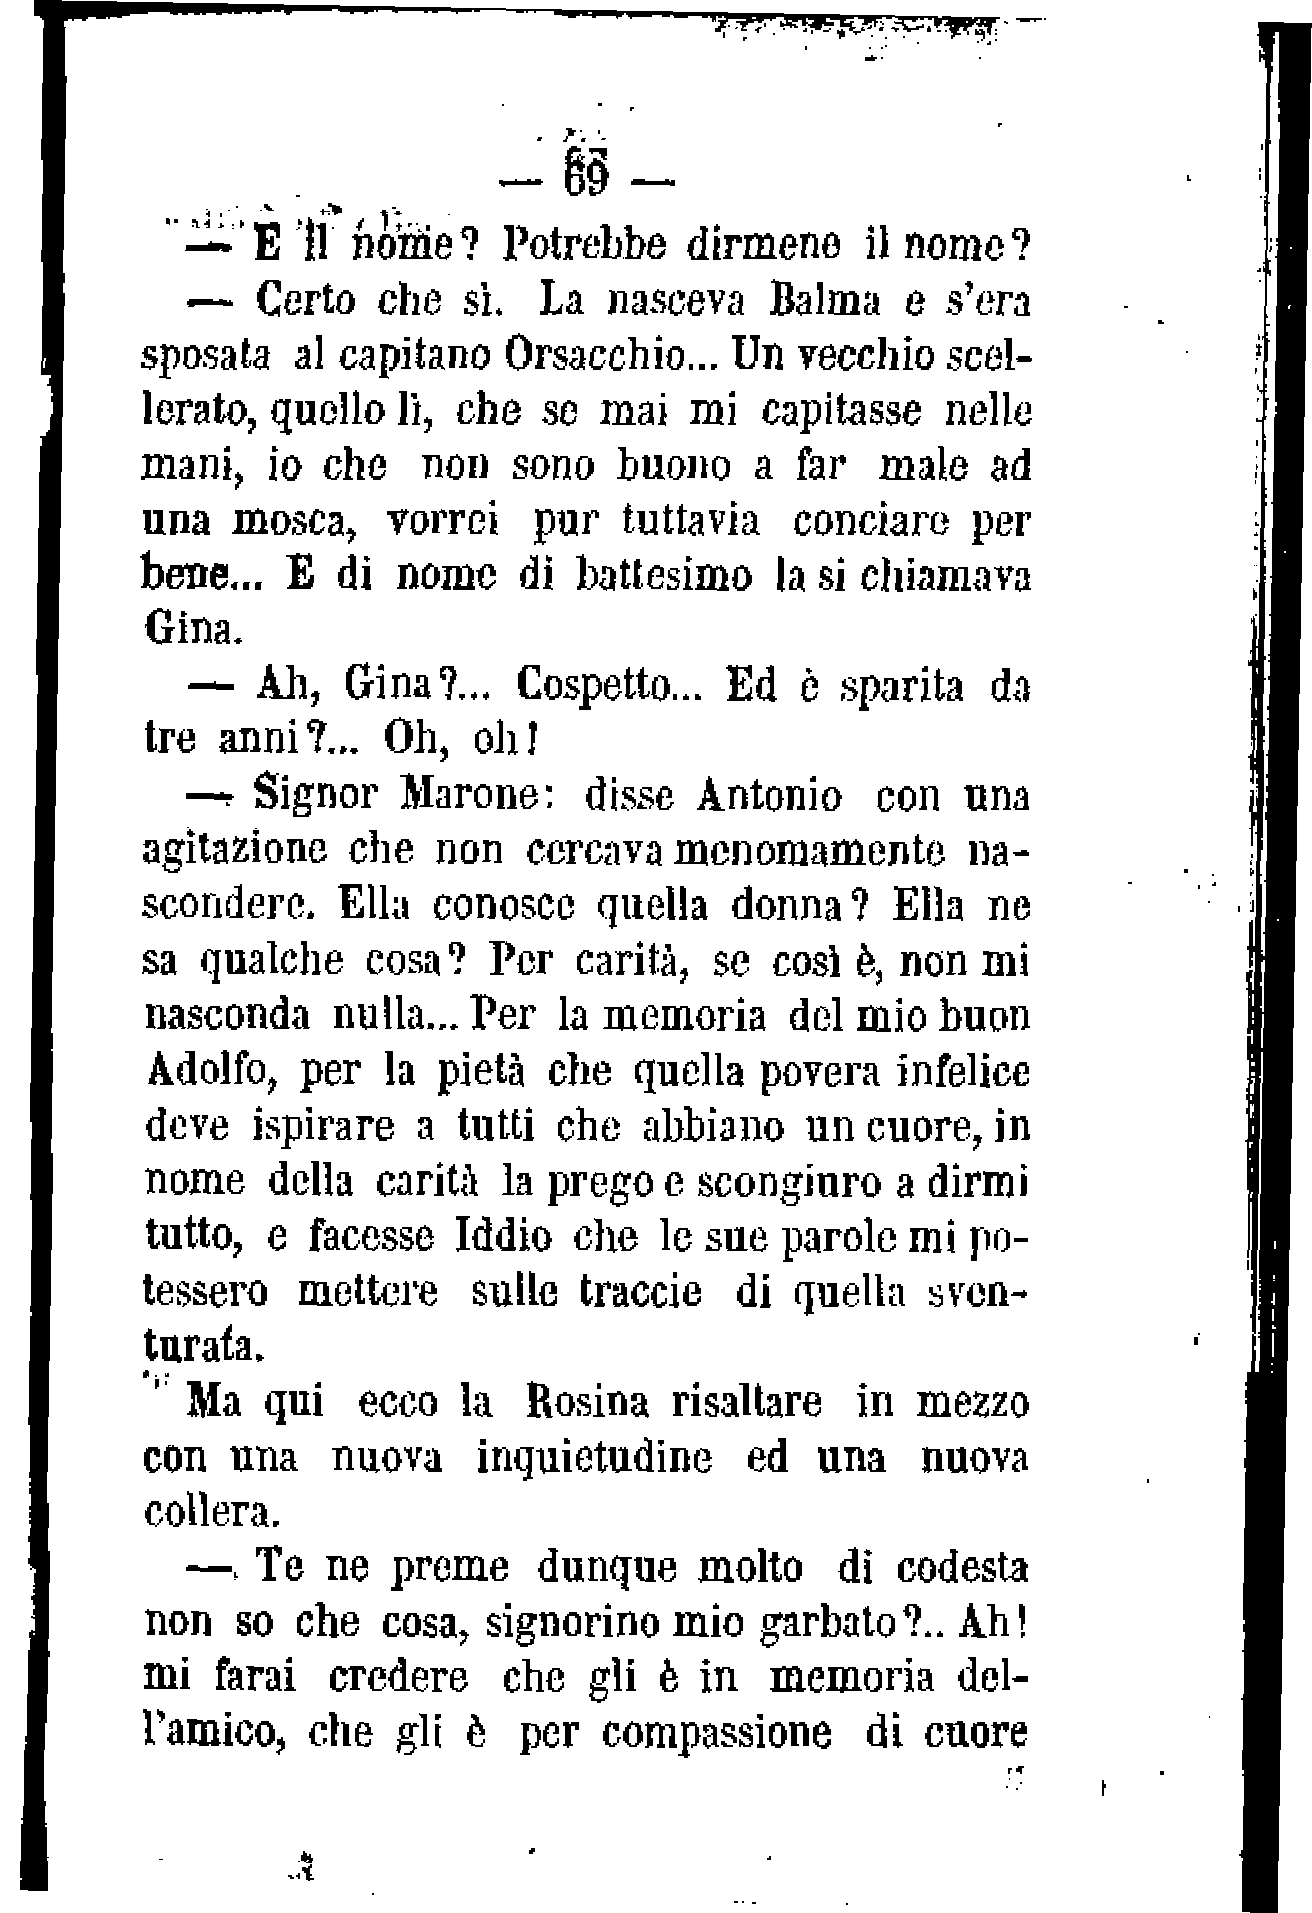 — 69 —
— E il nome? Potrebbe dirmene il nome?
— Certo che sì. La nasceva Balma e s'era
sposata al capitano Orsacchio... Un vecchio scel-
lerato, quello lì, che se mai mi capitasse nelle
mani, io che non sono buono a far male ad
una mosca, vorrei pur tuttavia conciare per
bene... E di nome di battesimo la si chiamava
Gina.
— Ah, Gina?... Cospetto... Ed è sparita da
tre anni?... Oh, oh!
— Signor Marone: disse Antonio con una
agitazione che non cercava menomamente na-
scondere. Ella conosce quella donna? Ella ne
sa qualche cosa? Per carità, se così è, non mi
nasconda nulla... Per la memoria del mio buon
Adolfo, per la pietà che quella povera infelice
deve ispirare a tutti che abbiano un cuore, in
nome della carità la prego e scongiuro a dirmi
tutto, e facesse Iddio che le sue parole mi po-
tessero mettere sulle traccie di quella sven-
turata.
Ma qui ecco la Rosina risaltare in mezzo
con una nuova inquietudine ed una nuova
collera.
— Te ne preme dunque molto di codesta
non so che cosa, signorino mio garbato?.. Ah!
mi farai credere che gli è in memoria del-
l'amico, che gli è per compassione di cuore